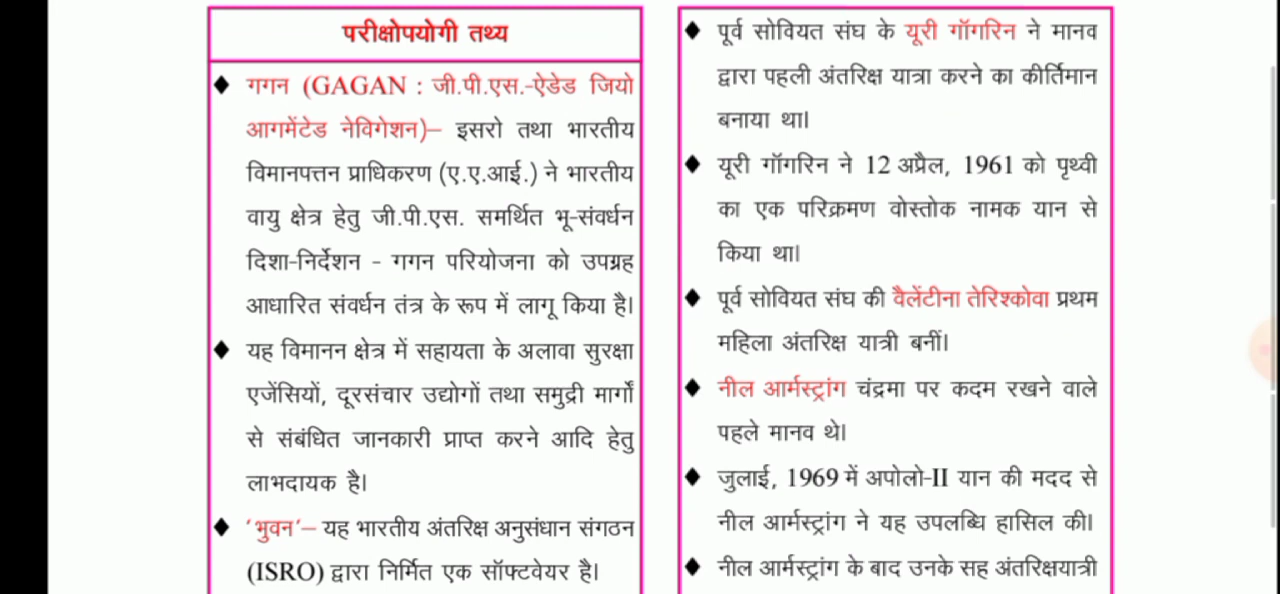 परीक्षोपयोगी तथ्य
♦ गगन (GAGAN : जी.पी.एस.-ऐडेड जियो
आगमेंटेड नेविगेशन)– इसरो तथा भारतीय
विमानपत्तन प्राधिकरण (ए.ए.आई.) ने भारतीय
वायु क्षेत्र हेतु जी.पी.एस. समर्थित भू-संवर्धन
दिशा-निर्देशन - गगन परियोजना को उपग्रह
आधारित संवर्धन तंत्र के रूप में लागू किया है।
♦ यह विमानन क्षेत्र में सहायता के अलावा सुरक्षा
एजेंसियों, दूरसंचार उद्योगों तथा समुद्री मार्गों
से संबंधित जानकारी प्राप्त करने आदि हेतु
लाभदायक है।
♦ 'भुवन'– यह भारतीय अंतरिक्ष अनुसंधान संगठन
(ISRO) द्वारा निर्मित एक सॉफ्टवेयर है।
♦ पूर्व सोवियत संघ के यूरी गॉगरिन ने मानव
द्वारा पहली अंतरिक्ष यात्रा करने का कीर्तिमान
बनाया था।
♦ यूरी गॉगरिन ने 12 अप्रैल, 1961 को पृथ्वी
का एक परिक्रमण वोस्तोक नामक यान से
किया था।
♦ पूर्व सोवियत संघ की वैलेंटीना तेरिश्कोवा प्रथम
महिला अंतरिक्ष यात्री बनीं।
♦ नील आर्मस्ट्रांग चंद्रमा पर कदम रखने वाले
पहले मानव थे।
♦ जुलाई, 1969 में अपोलो-II यान की मदद से
नील आर्मस्ट्रांग ने यह उपलब्धि हासिल की।
♦ नील आर्मस्ट्रांग के बाद उनके सह अंतरिक्षयात्री